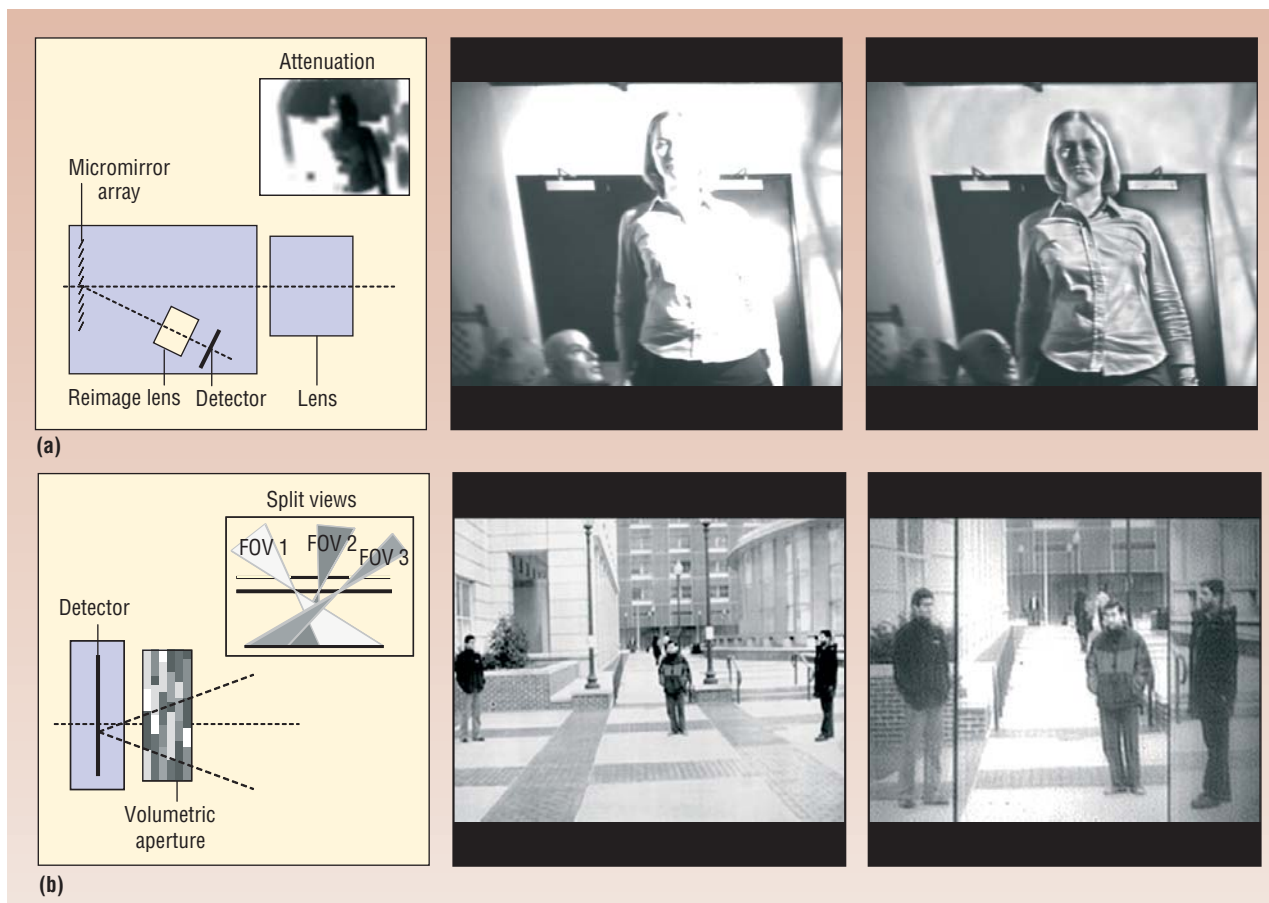 Attenuation
Micromirror
array
Reimage lens
Detector
Lens
(a)
Split views
FOV 1
FOV 2
FOV 3
Detector
Volumetric
aperture
(b)